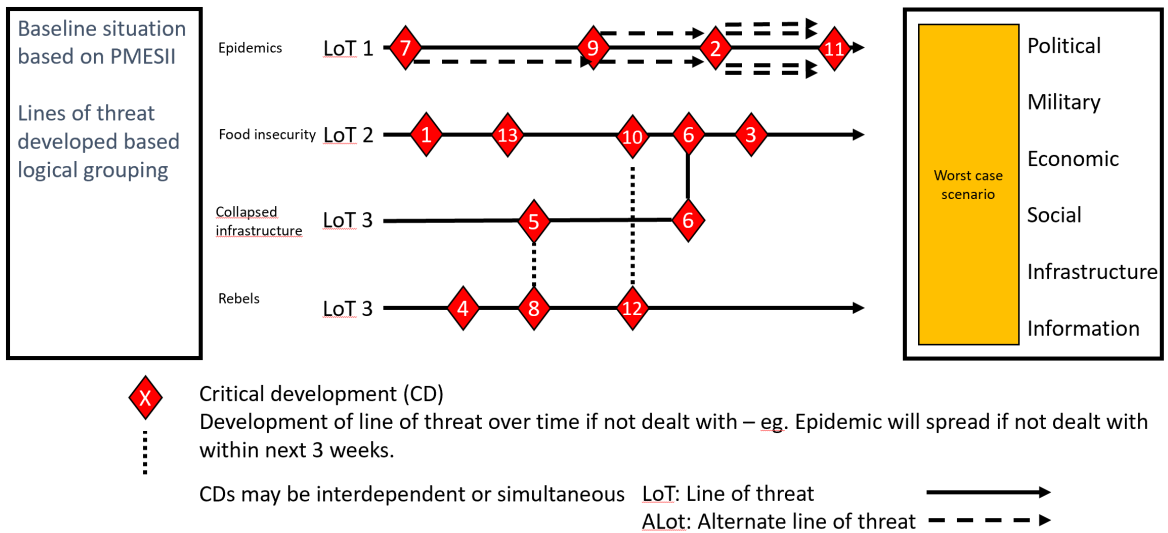 Baseline situation
based on PMESII
Lines of threat
developed based
logical grouping
Epidemics LoT 1 7 9 2 11
Food insecurity LoT 2 1 13 10 6 3
Collapsed
infrastructure LoT 3 5 6
Rebels LoT 3 4 8 12
Worst case
scenario
Political
Military
Economic
Social
Infrastructure
Information
X Critical development (CD)
Development of line of threat over time if not dealt with – eg. Epidemic will spread if not dealt with
within next 3 weeks.
CDs may be interdependent or simultaneous
LoT: Line of threat
ALot: Alternate line of threat